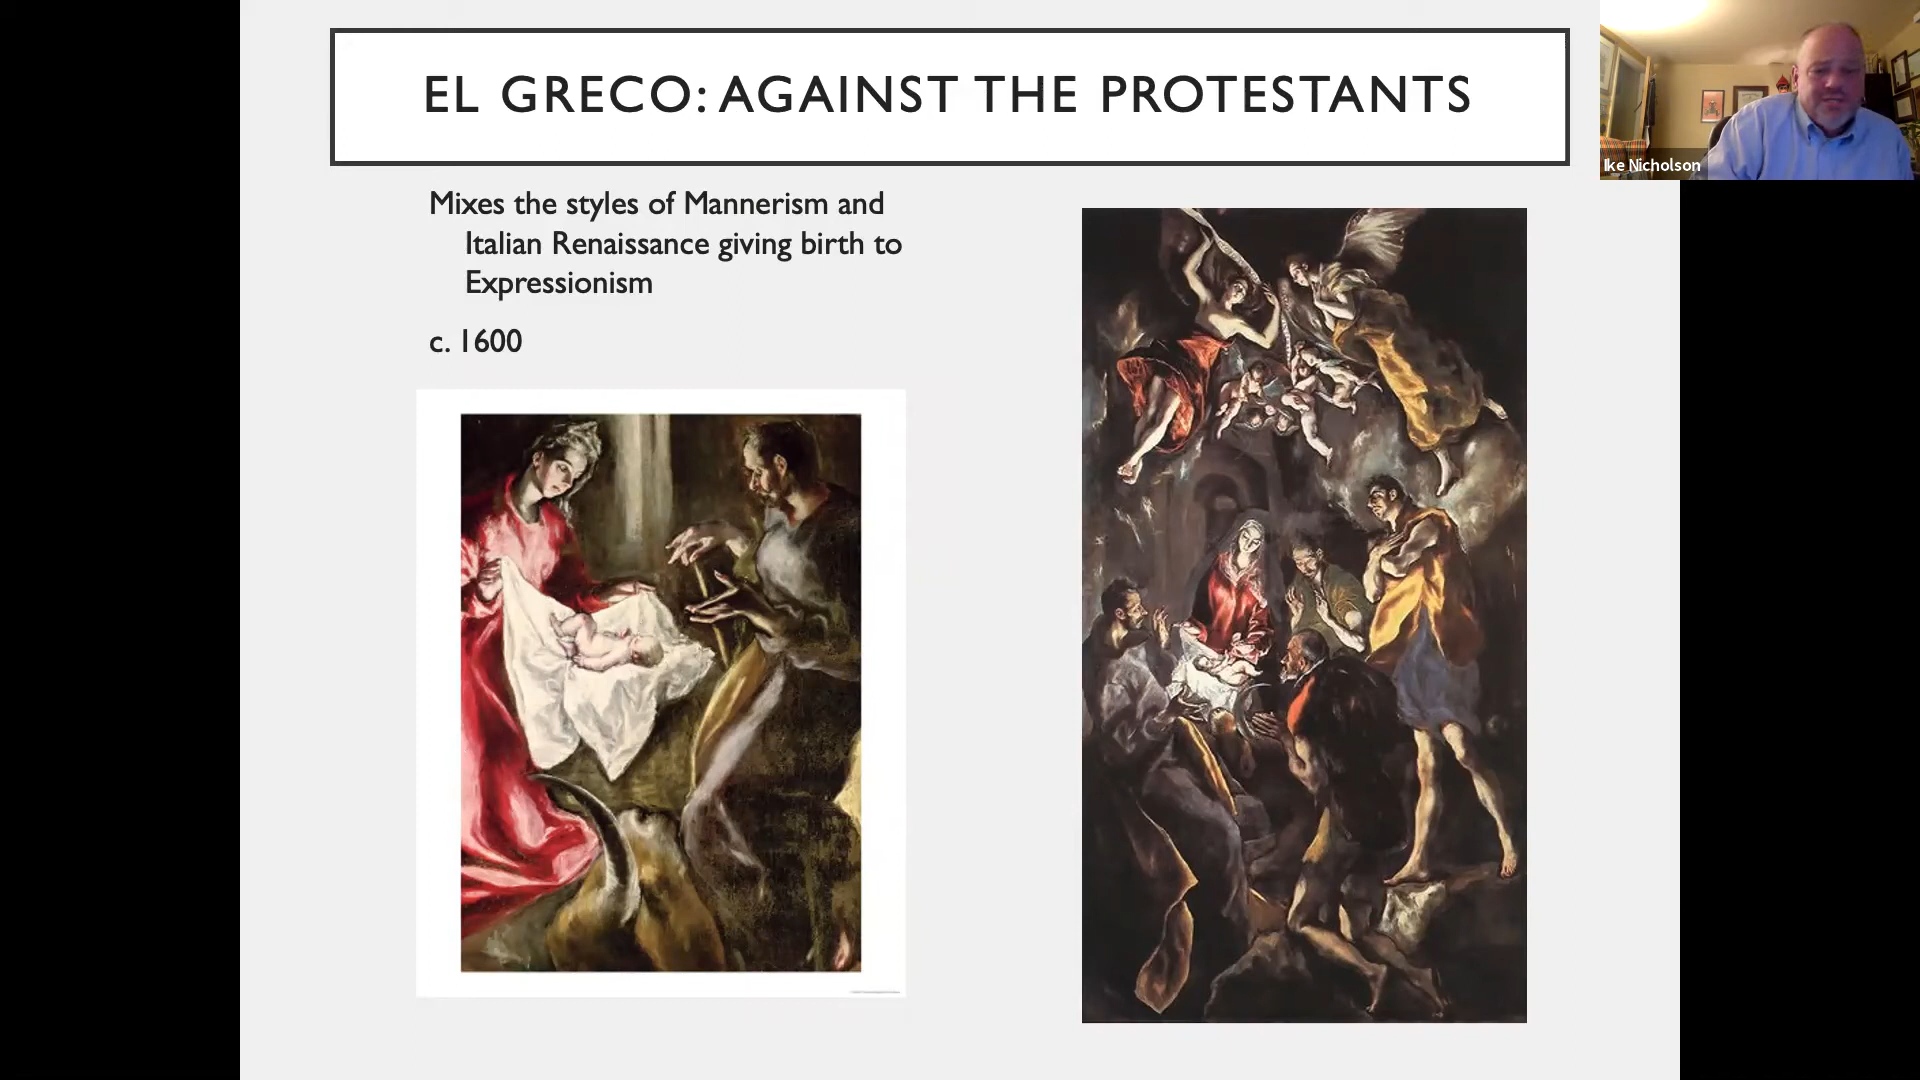 EL GRECO: AGAINST THE PROTESTANTS
Mixes the styles of Mannerism and
Italian Renaissance giving birth to
Expressionism
c. 1600
Ike Nicholson